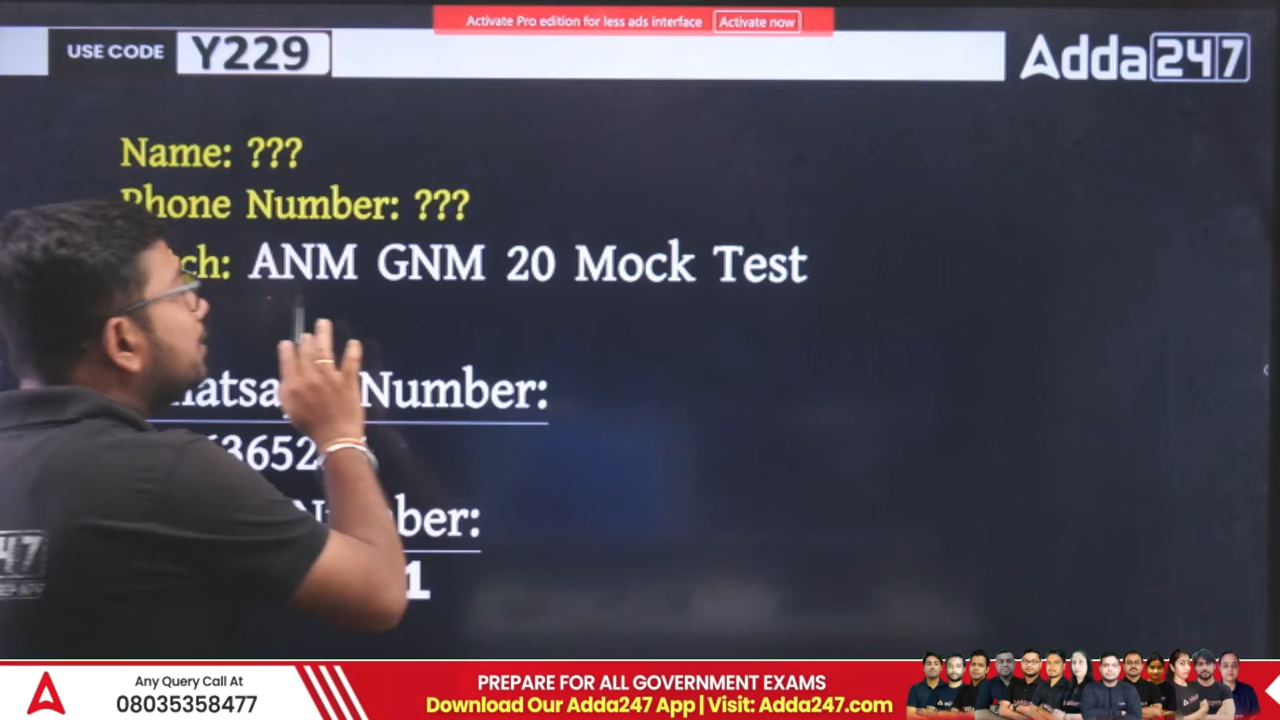 Activate Pro edition for less ads interface Activate now
USE CODE Y229
Adda247
Name: ???
Phone Number: ???
ANM GNM 20 Mock Test
Number:
1
47
Any Query Call At
08035358477
PREPARE FOR ALL GOVERNMENT EXAMS
Download Our Adda247 App | Visit: Adda247.com